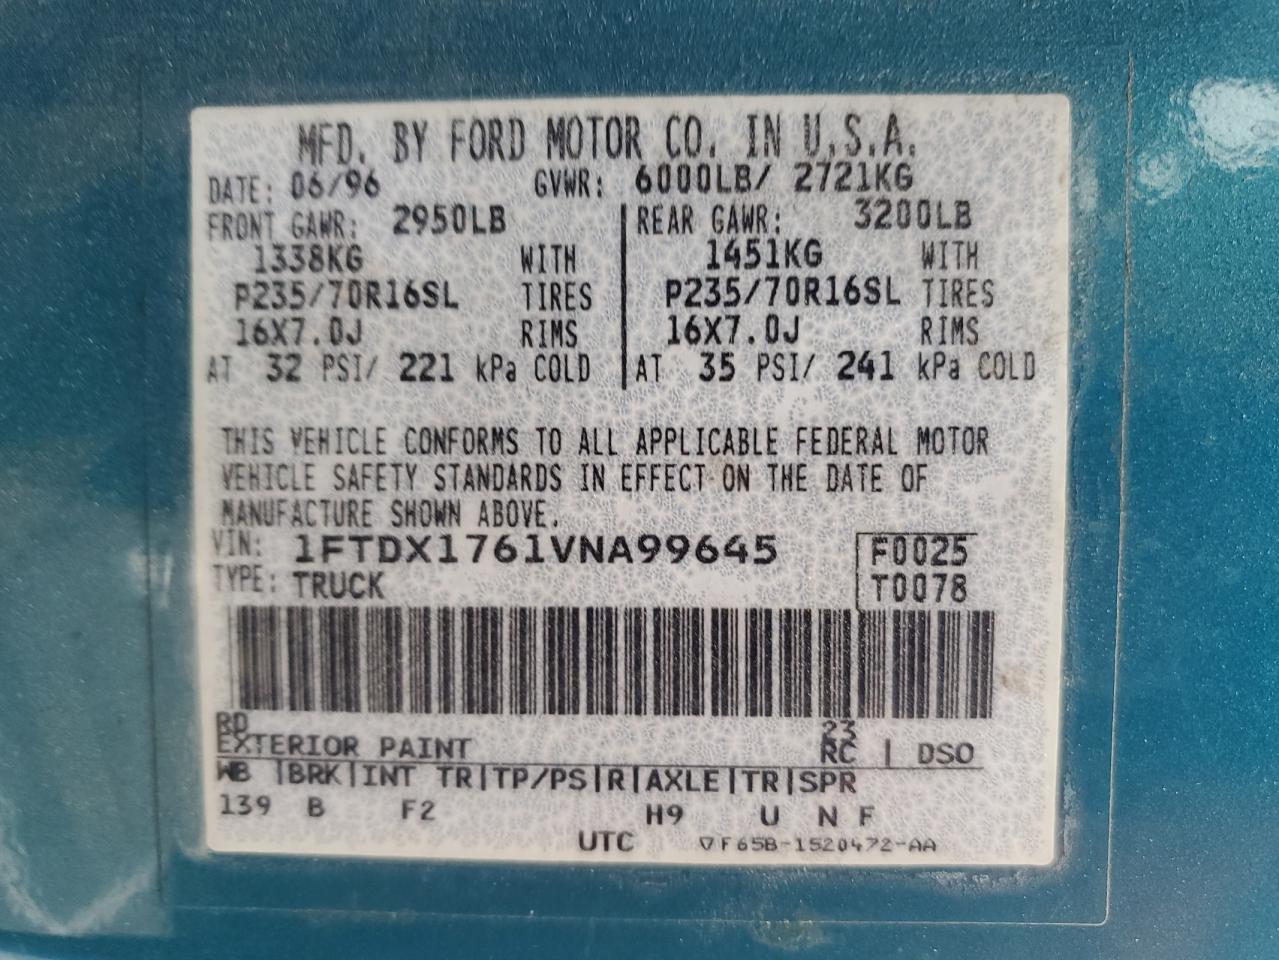 MFD. BY FORD MOTOR CO. IN U.S.A.
DATE: 06/96 GVWR: 6000LB/ 2721KG
FRONT GAWR: 2950LB REAR GAWR: 3200LB
1338KG WITH 1451KG WITH
P235/70R16SL TIRES P235/70R16SL TIRES
16X7.0J RIMS 16X7.0J RIMS
AT 32 PSI/ 221 kPa COLD AT 35 PSI/ 241 kPa COLD
THIS VEHICLE CONFORMS TO ALL APPLICABLE FEDERAL MOTOR
VEHICLE SAFETY STANDARDS IN EFFECT ON THE DATE OF
MANUFACTURE SHOWN ABOVE.
VIN: 1FTDX1761VNA99645 F0025
TYPE: TRUCK T0078
RD 23
EXTERIOR PAINT RC | DSO
WB |BRK|INT TR|TP/PS|R|AXLE|TR|SPR
139 B F2 H9 U N F
UTC ▽F65B-1520472-AA